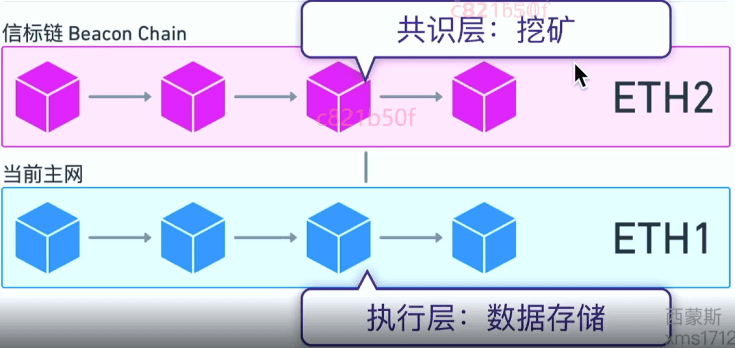 c821b50f
信标链 Beacon Chain
共识层：挖矿
ETH2
c821b50f
当前主网
ETH1
执行层：数据存储
西蒙斯
xms1712